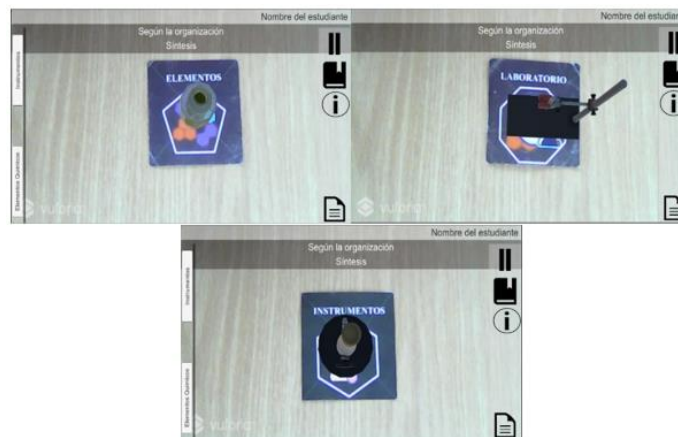 Nombre del estudiante
Según la organización
Síntesis
Instrumentos
ELEMENTOS
Elementos Químicos
vuforia
Nombre del estudiante
Según la organización
Síntesis
LABORATORIO
vuforia
Nombre del estudiante
Según la organización
Síntesis
Instrumentos
INSTRUMENTOS
Elementos Químicos
vuforia